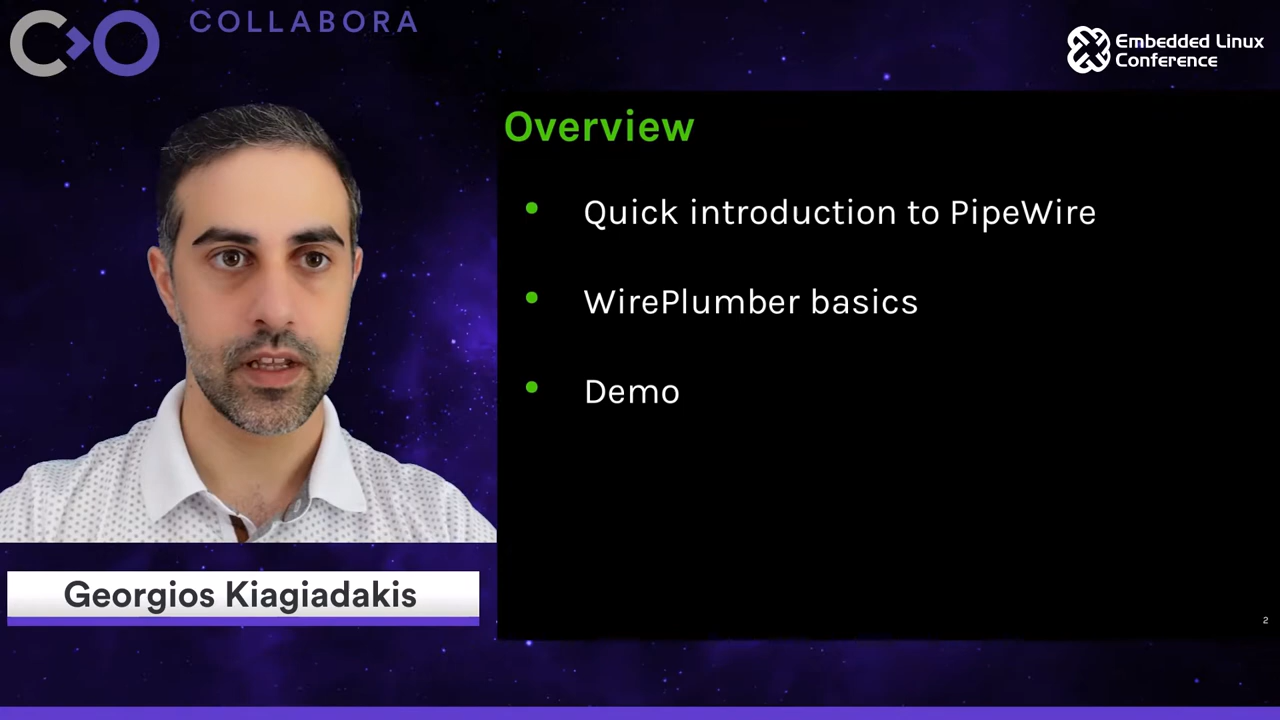 COLLABORA
Embedded Linux
Conference
Overview
• Quick introduction to PipeWire
• WirePlumber basics
• Demo
Georgios Kiagiadakis
2